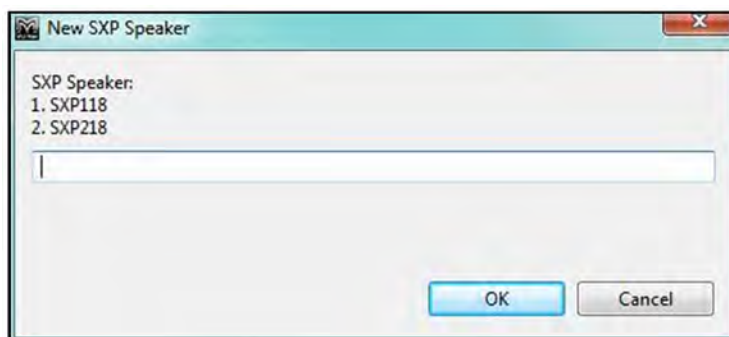 New SXP Speaker
SXP Speaker:
1. SXP118
2. SXP218
OK
Cancel